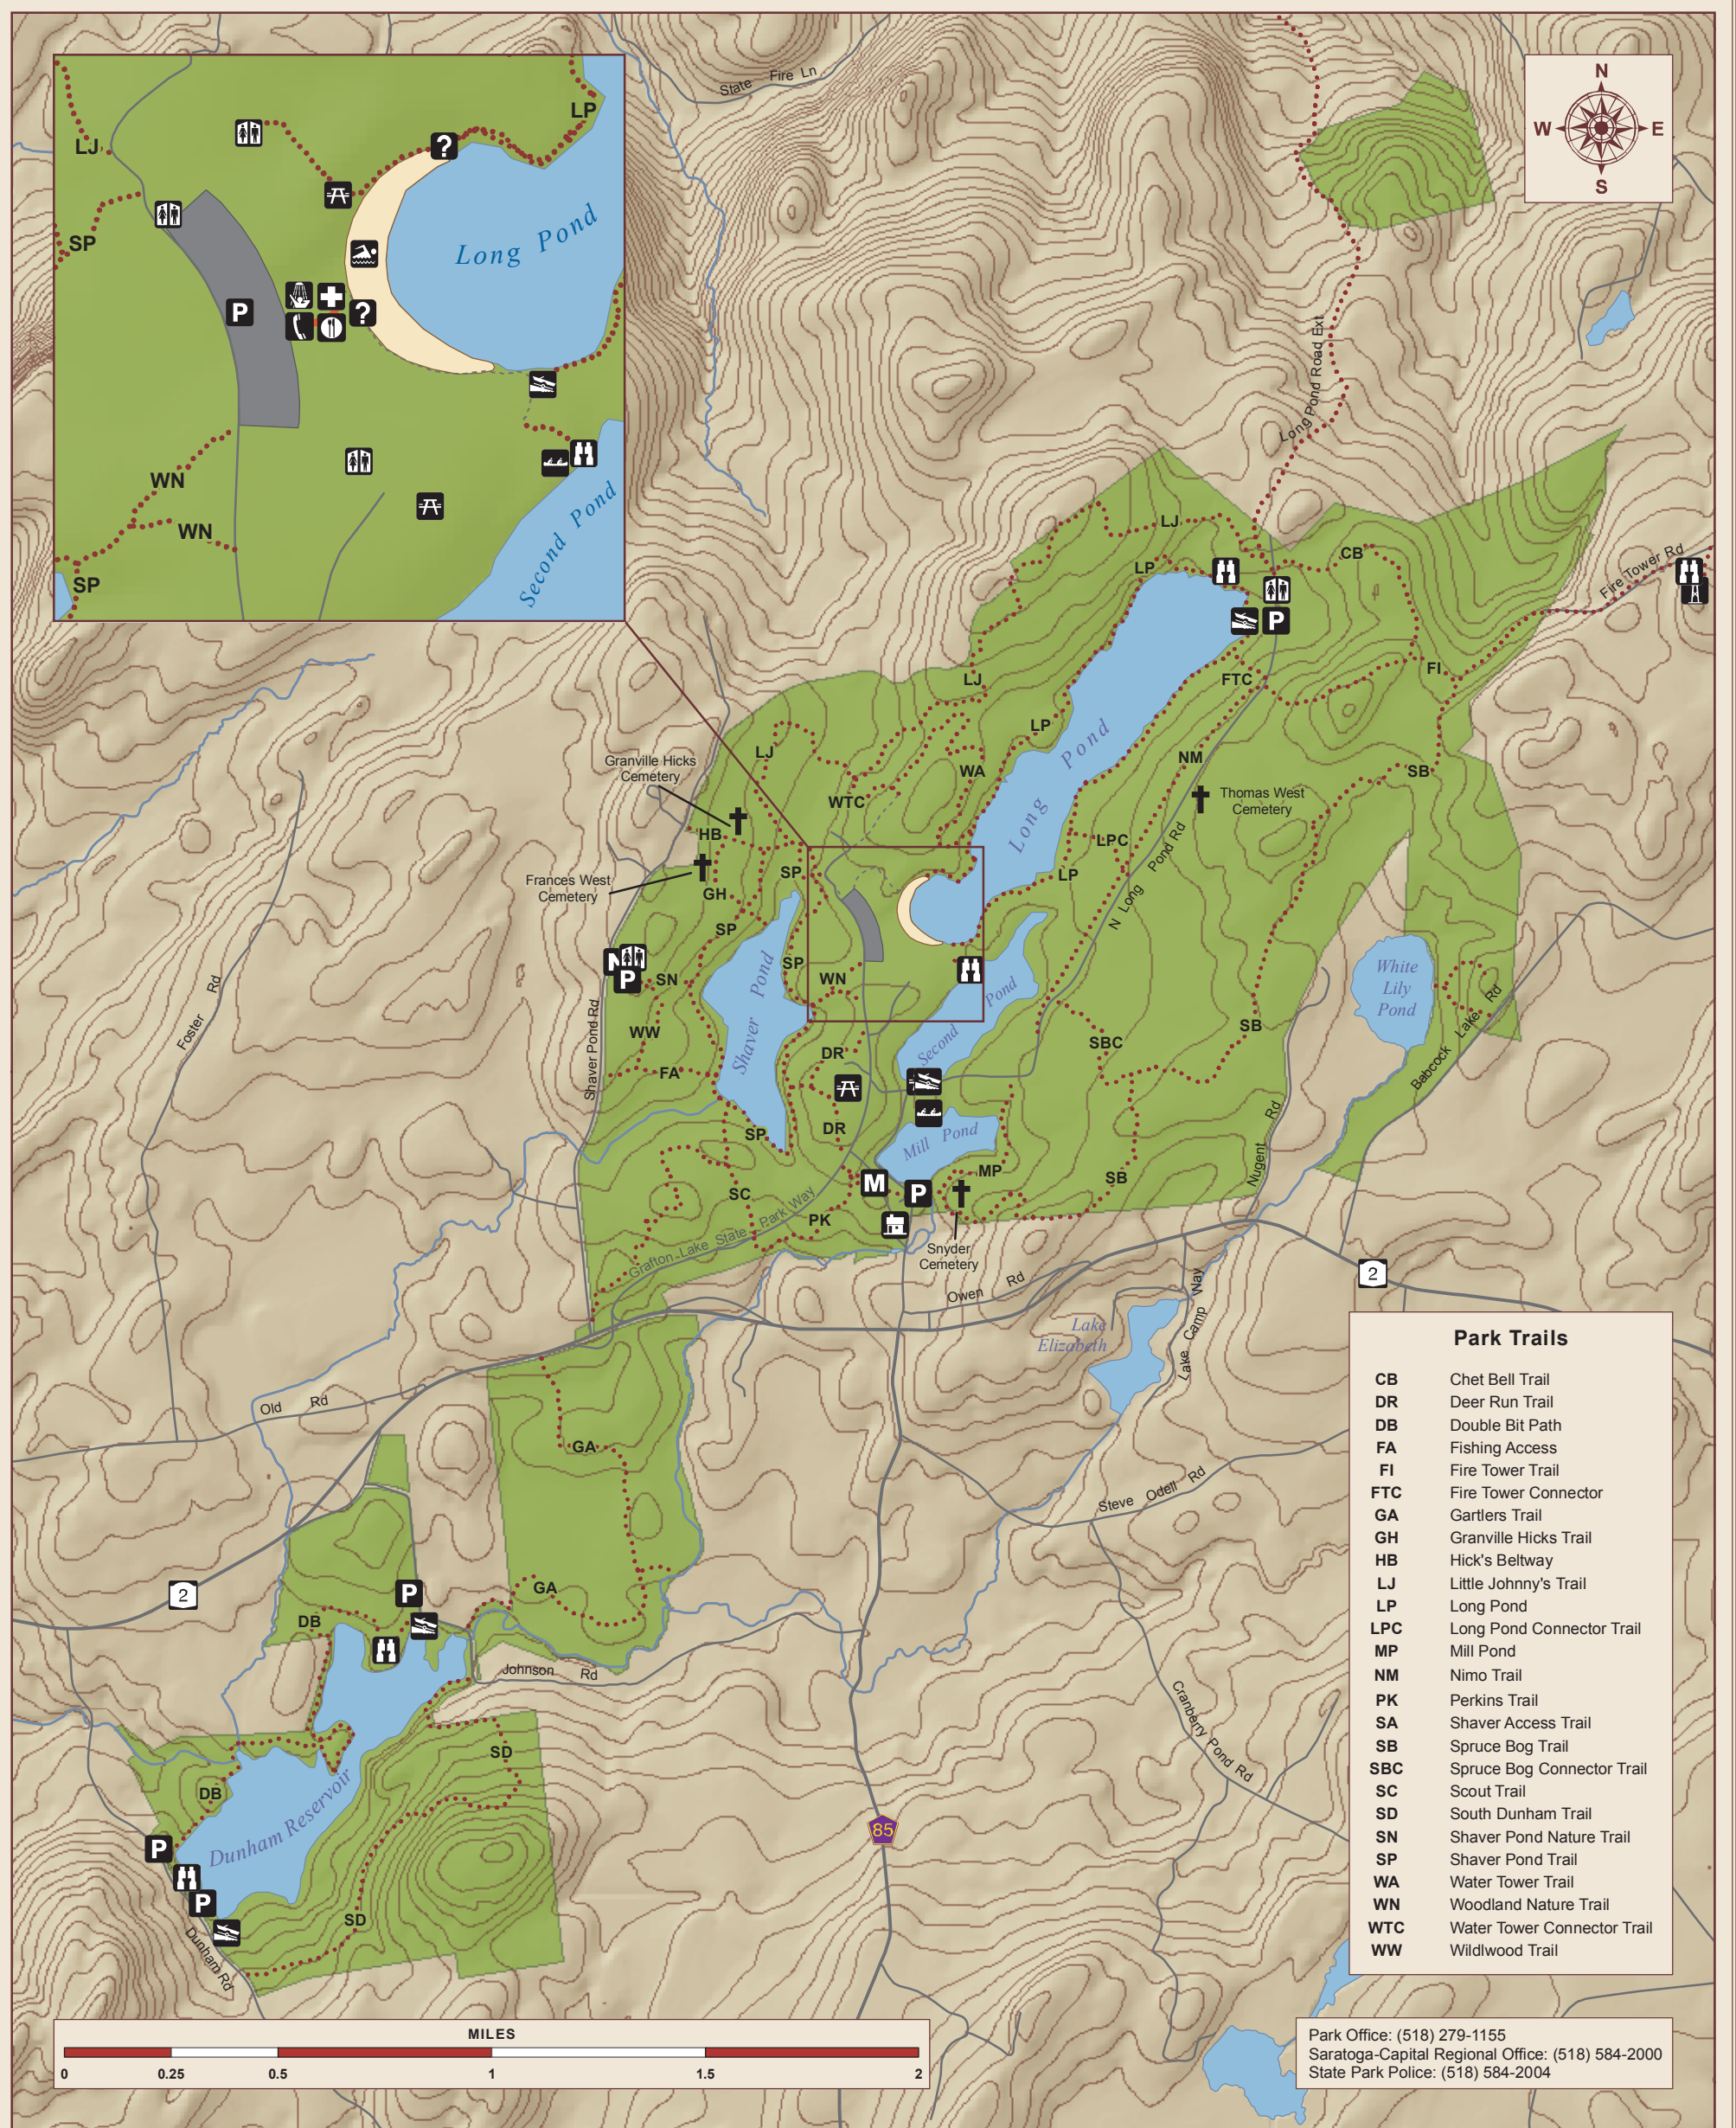 State Fire Ln
N
W E
S
LP
LJ
?
SP
Long Pond
P
?
WN
WN
SP
Second Pond
Long Pond Road Ext
LJ
CB
LP
Fire Tower Rd
P
FI
FTC
LJ
LP
LJ
NM
SB
WA
Long Pond
Granville Hicks
Cemetery
Thomas West
Cemetery
WTC
HB
LPC
N Long Pond Rd
SP
LP
Frances West
Cemetery
GH
SP
SP
WN
N
P
SN
Shaver Pond
Second Pond
White
Lily
Pond
Foster Rd
Shaver Pond Rd
WW
DR
SBC
SB
Babcock Lake Rd
FA
DR
SP
Mill Pond
Nugent Rd
M
P
MP
SB
SC
PK
Grafton Lake State Park Way
Snyder
Cemetery
Owen Rd
2
Lake
Elizabeth
Lake Camp Way
Old Rd
GA
Steve Odell Rd
2
P
GA
DB
Johnson Rd
Cranberry Pond Rd
SD
DB
Dunham Reservoir
85
P
P
SD
Dunham Rd
Park Trails
CB Chet Bell Trail
DR Deer Run Trail
DB Double Bit Path
FA Fishing Access
FI Fire Tower Trail
FTC Fire Tower Connector
GA Gartlers Trail
GH Granville Hicks Trail
HB Hick's Beltway
LJ Little Johnny's Trail
LP Long Pond
LPC Long Pond Connector Trail
MP Mill Pond
NM Nimo Trail
PK Perkins Trail
SA Shaver Access Trail
SB Spruce Bog Trail
SBC Spruce Bog Connector Trail
SC Scout Trail
SD South Dunham Trail
SN Shaver Pond Nature Trail
SP Shaver Pond Trail
WA Water Tower Trail
WN Woodland Nature Trail
WTC Water Tower Connector Trail
WW Wildlwood Trail
MILES
0 0.25 0.5 1 1.5 2
Park Office: (518) 279-1155
Saratoga-Capital Regional Office: (518) 584-2000
State Park Police: (518) 584-2004